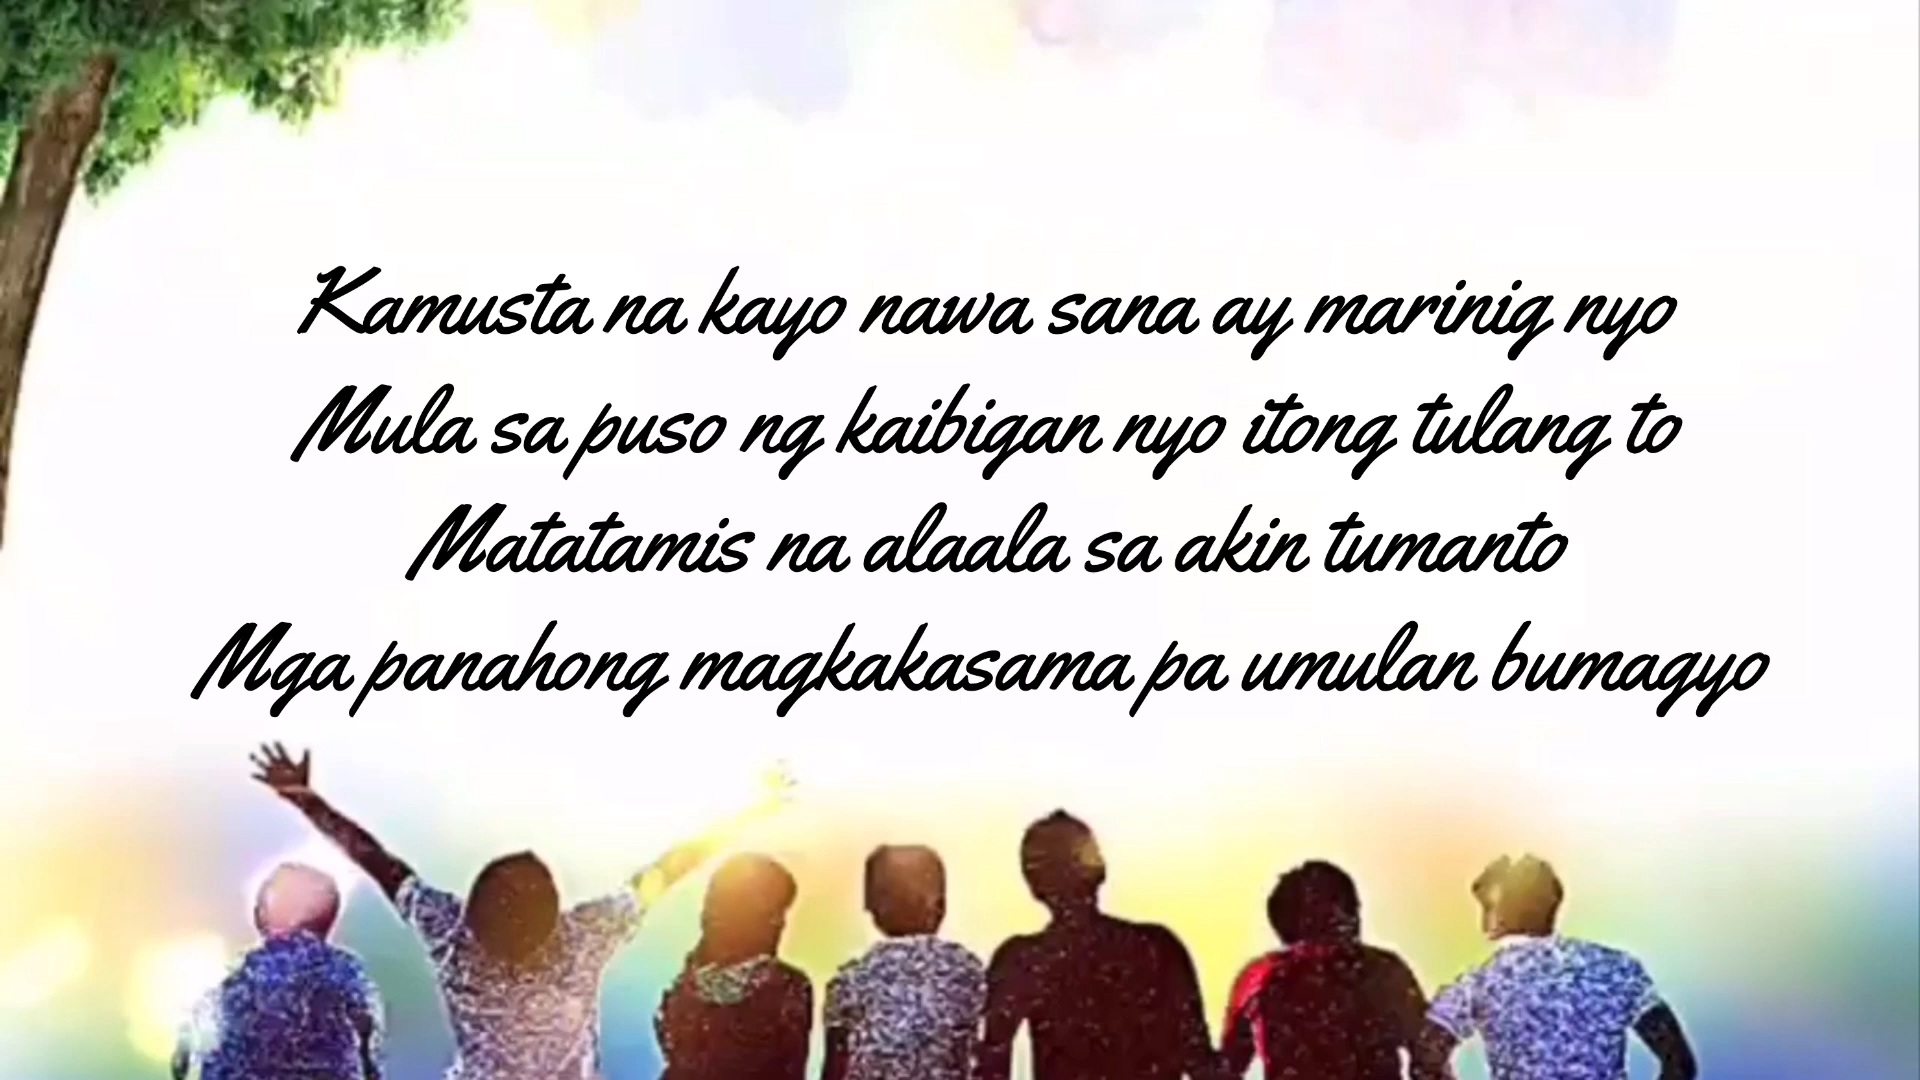 Kamusta na kayo nawa sana ay marinig nyo
Mula sa puso ng kaibigan nyo itong tulang to
Matatamis na alaala sa akin tumanto
Mga panahong magkakasama pa umulan bumagyo